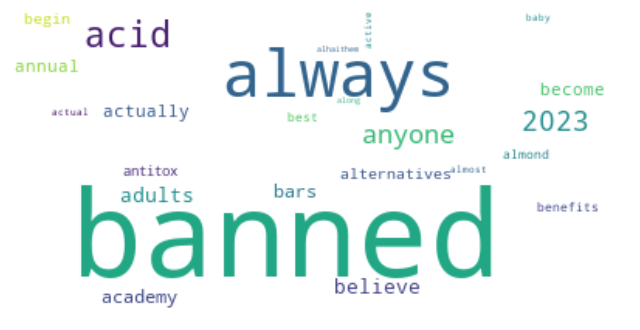 begin
acid
active
baby
alhaithem
always
annual
become
along
actual
actually
best
2023
anyone
almond
antitox
alternatives
almost
adults
bars
banned
benefits
believe
academy